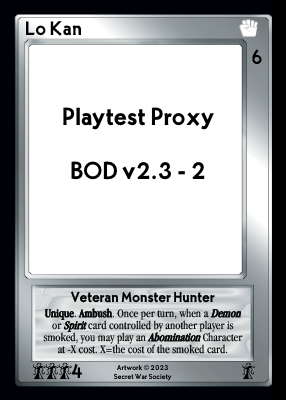 Lo Kan
6
Playtest Proxy
BOD v2.3 - 2
Veteran Monster Hunter
Unique. Ambush. Once per turn, when a Demon
or Spirit card controlled by another player is
smoked, you may play an Abomination Character
at -X cost. X=the cost of the smoked card.
4
Artwork © 2023
Secret War Society